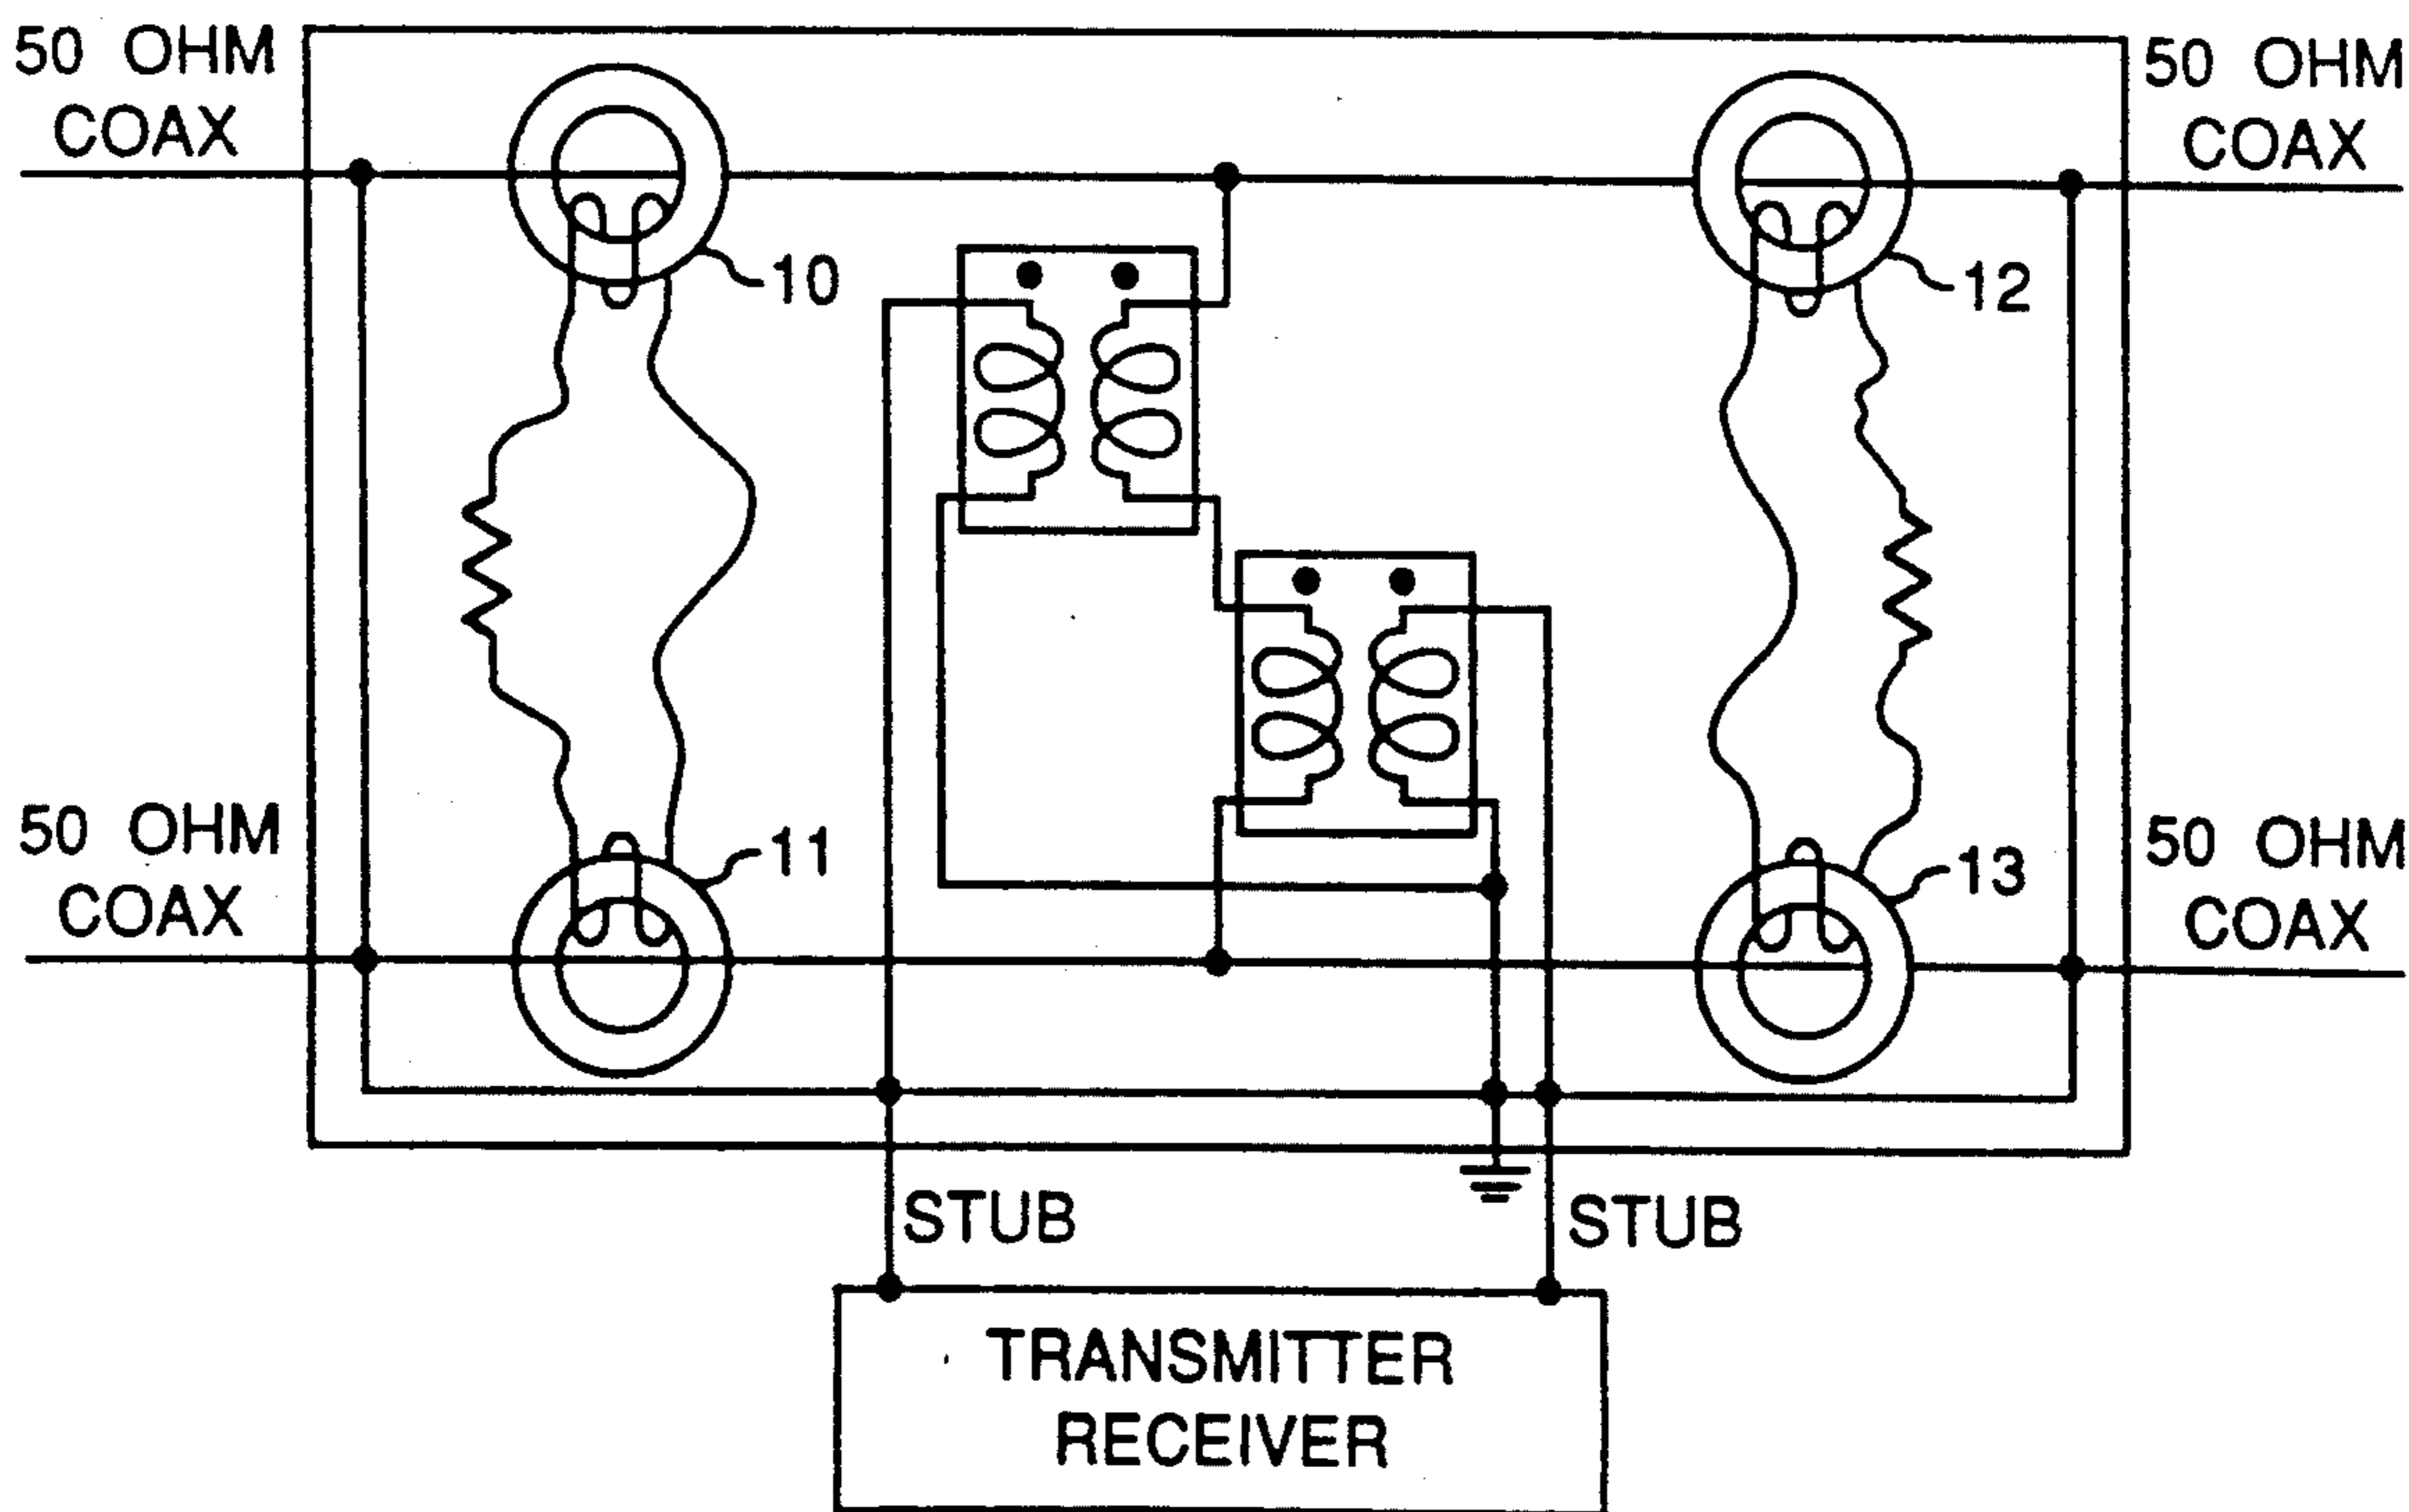 50 OHM
COAX
50 OHM
COAX
10
12
50 OHM
COAX
11
13
50 OHM
COAX
STUB
STUB
TRANSMITTER
RECEIVER